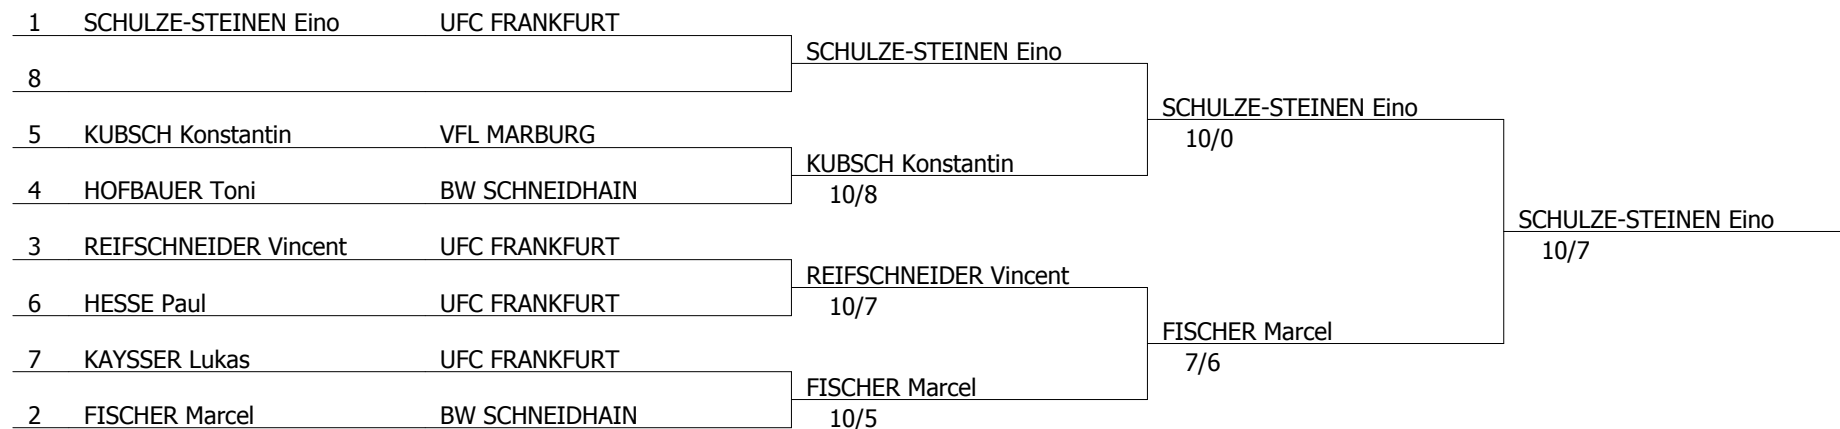 1 SCHULZE-STEINEN Eino UFC FRANKFURT
SCHULZE-STEINEN Eino
8
SCHULZE-STEINEN Eino
5 KUBSCH Konstantin VFL MARBURG
10/0
KUBSCH Konstantin
4 HOFBAUER Toni BW SCHNEIDHAIN
10/8
SCHULZE-STEINEN Eino
3 REIFSCHNEIDER Vincent UFC FRANKFURT
10/7
REIFSCHNEIDER Vincent
6 HESSE Paul UFC FRANKFURT
10/7
FISCHER Marcel
7 KAYSSER Lukas UFC FRANKFURT
7/6
FISCHER Marcel
2 FISCHER Marcel BW SCHNEIDHAIN
10/5